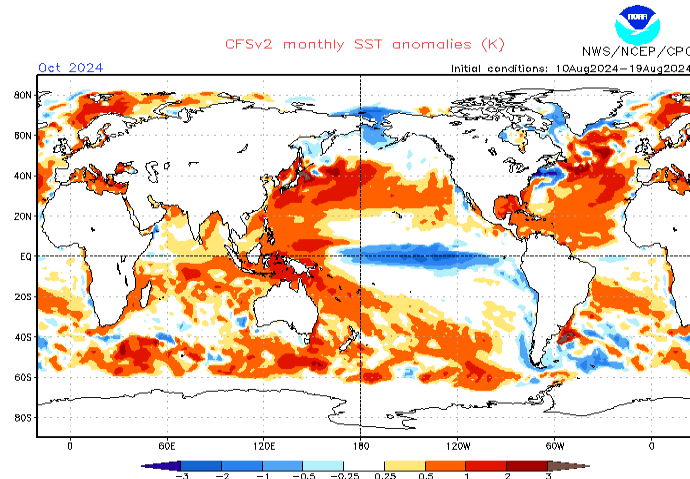 NOAA
CFSv2 monthly SST anomalies (K)
NWS/NCEP/CPC
Oct 2024
Initial conditions: 10Aug2024-19Aug2024
80N
60N
40N
20N
EQ
20S
40S
60S
80S
0 60E 120E 180 120W 60W 0
-3 -2 -1 -0.5 -0.25 0.25 0.5 1 2 3